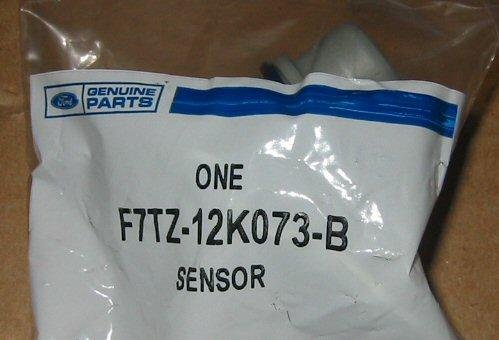 Ford
GENUINE
PARTS
ONE
F7TZ-12K073-B
SENSOR